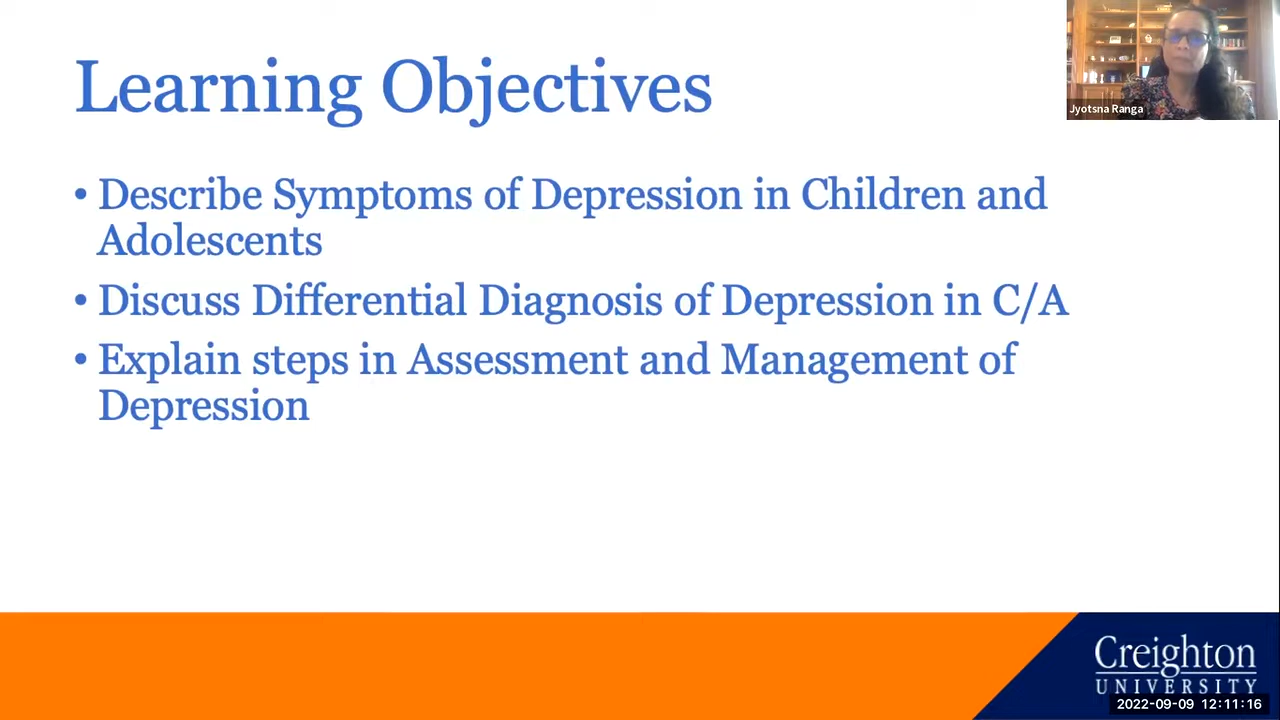 Learning Objectives
Jyotsna Ranga
• Describe Symptoms of Depression in Children and
Adolescents
• Discuss Differential Diagnosis of Depression in C/A
• Explain steps in Assessment and Management of
Depression
Creighton
UNIVERSITY
2022-09-09 12:11:16